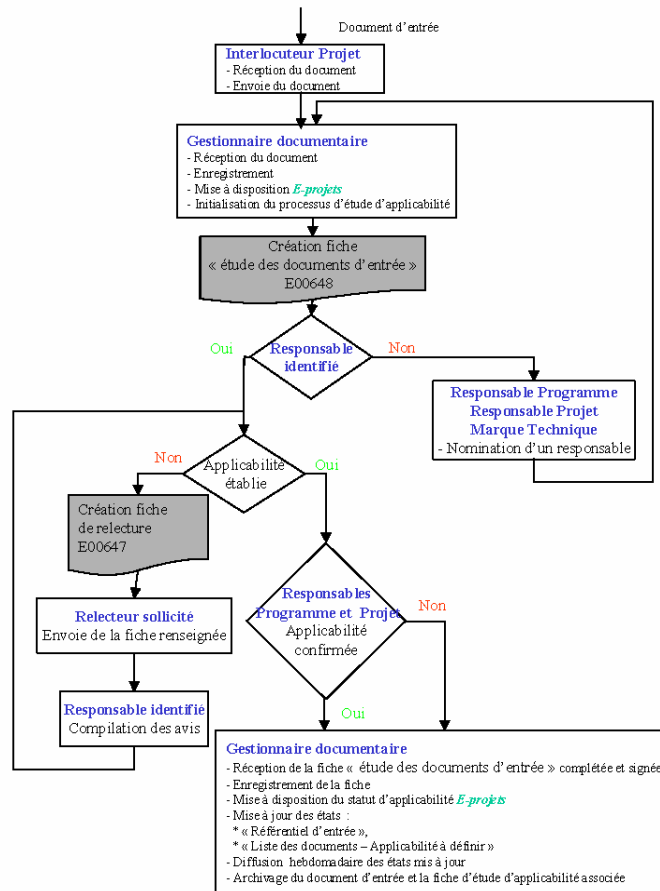 Document d'entrée
Interlocuteur Projet
- Réception du document
- Envoie du document
Gestionnaire documentaire
- Réception du document
- Enregistrement
- Mise à disposition E-projets
- Initialisation du processus d'étude d'applicabilité
Création fiche
« étude des documents d'entrée »
E00648
Oui
Responsable
identifié
Non
Responsable Programme
Responsable Projet
Marque Technique
- Nomination d'un responsable
Non
Applicabilité
établie
Oui
Création fiche
de relecture
E00647
Relecteur sollicité
Envoie de la fiche renseignée
Responsable identifié
Compilation des avis
Responsables
Programme et Projet
Applicabilité
confirmée
Non
Oui
Gestionnaire documentaire
- Réception de la fiche « étude des documents d'entrée » complétée et signée
- Enregistrement de la fiche
- Mise à disposition du statut d'applicabilité E-projets
- Mise à jour des états :
* « Référentiel d'entrée »,
* « Liste des documents – Applicabilité à définir »
- Diffusion hebdomadaire des états mis à jour
- Archivage du document d'entrée et la fiche d'étude d'applicabilité associée